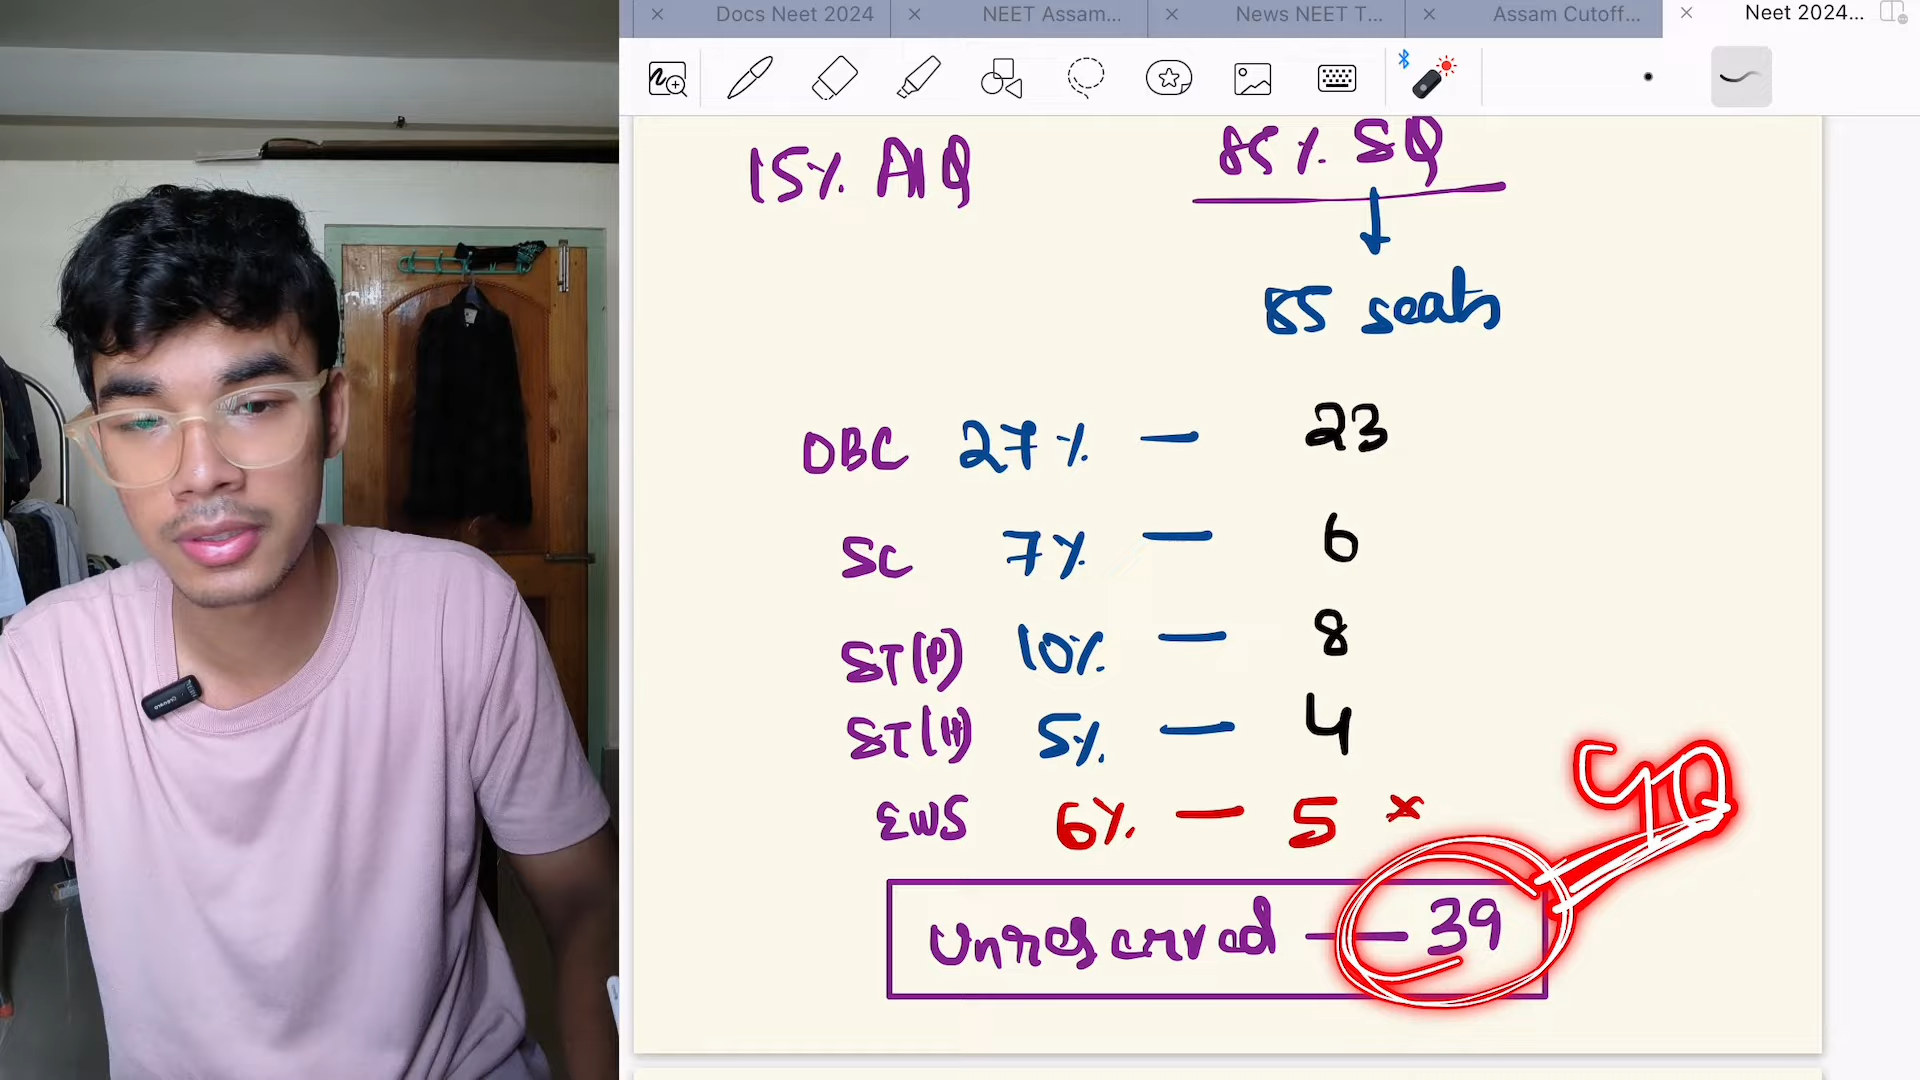 Docs Neet 2024
NEET Assam...
News NEET T...
Assam Cutoff...
Neet 2024...
15% AIQ
85% SQ
85 seats
OBC 27% — 23
SC 7% — 6
ST(P) 10% — 8
ST(H) 5% — 4
EWS 6% — 5 *
Unreserved — 39